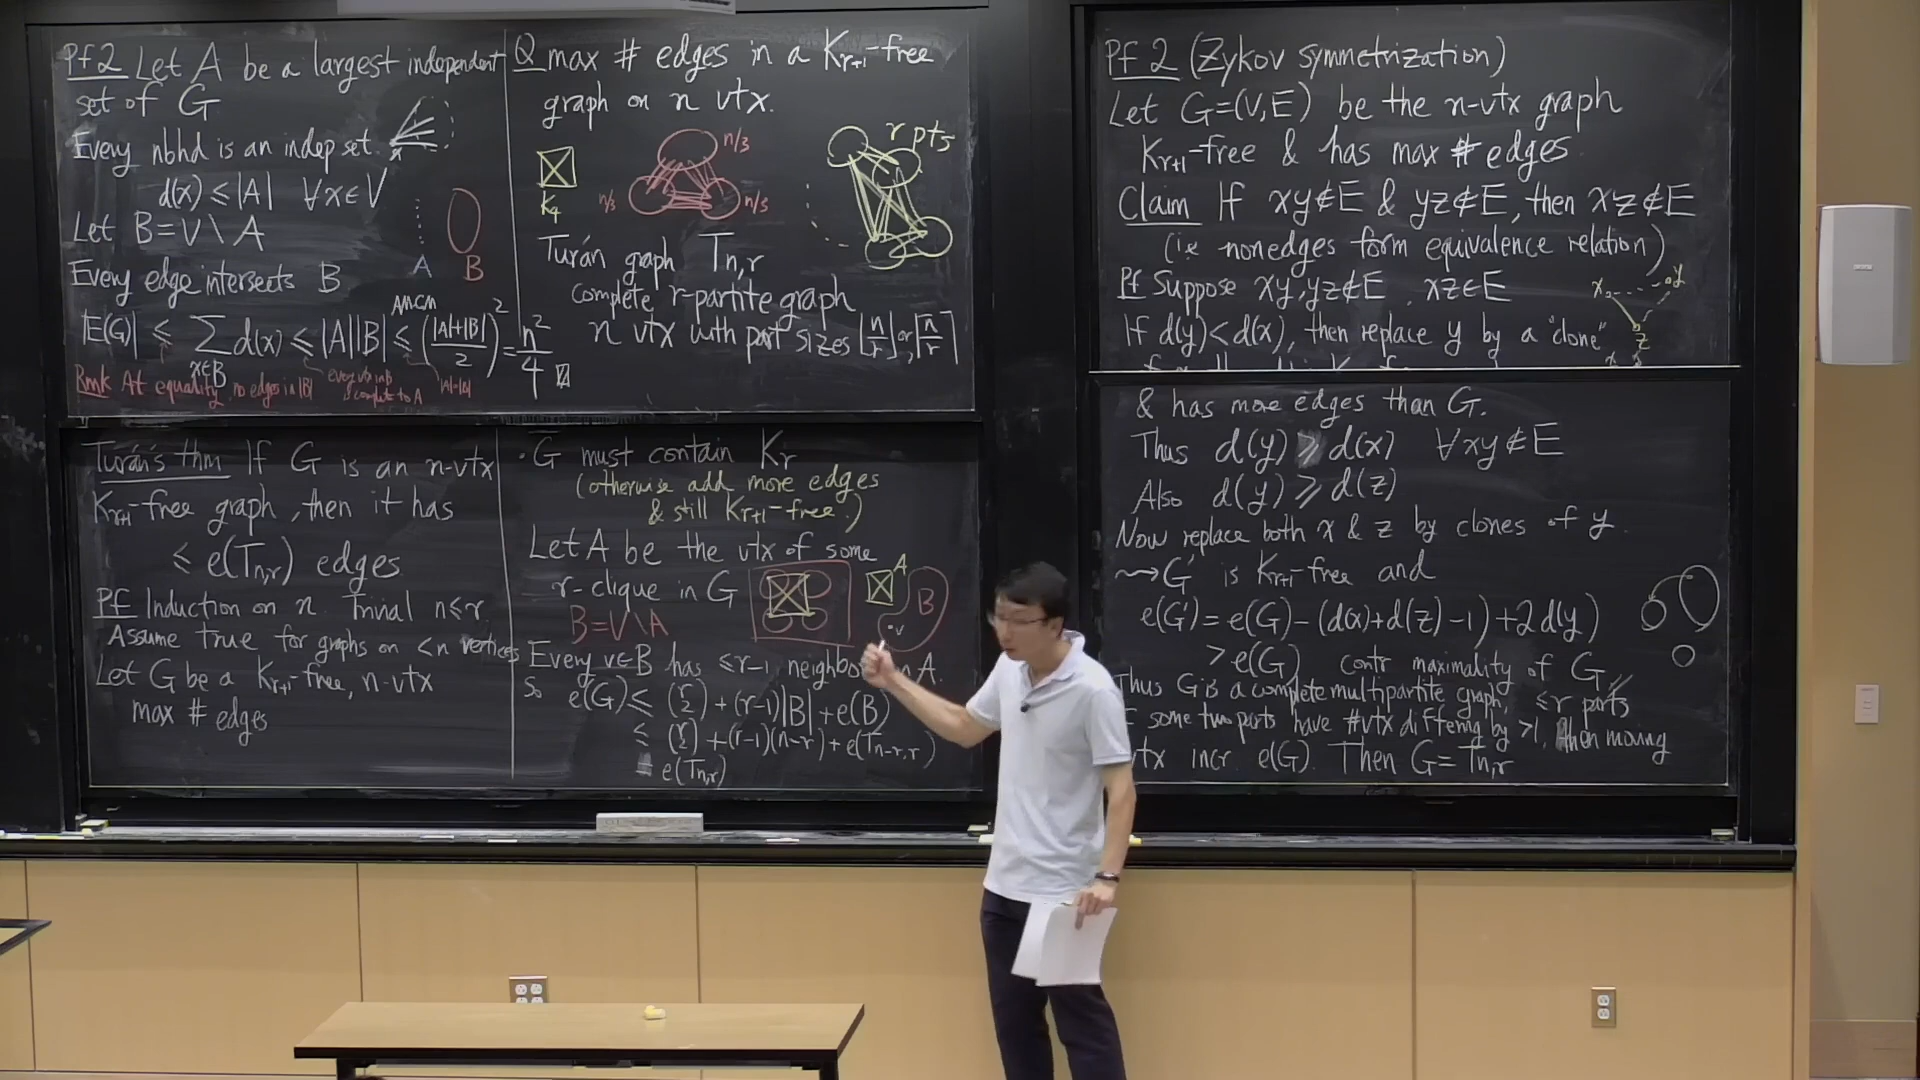 Pf 2 Let A be a largest independent
set of G
Every nbhd is an indep set.
x
d(x) ≤ |A| ∀x∈V
Let B=V\A
A B
Every edge intersects B
AMGM
|E(G)| ≤ Σ d(x) ≤ |A||B| ≤ ((|A|+|B|)/2)² = n²/4
x∈B
Rmk At equality, no edges in |B|
every vtx in B
is complete to A
|A|=|B|
Q max # edges in a Kr+1-free
graph on n vtx.
K4
n/3
n/3
n/3
r pts
Turán graph Tn,r
complete r-partite graph
n vtx with part sizes ⌊n/r⌋ or ⌈n/r⌉
Turán's thm If G is an n-vtx
Kr+1-free graph, then it has
≤ e(Tn,r) edges
Pf Induction on n. Trivial n≤r.
Assume true for graphs on <n vertices
Let G be a Kr+1-free, n-vtx
max # edges
· G must contain Kr
(otherwise add more edges
& still Kr+1-free.)
Let A be the vtx of some
r-clique in G
A
B
v
B=V\A
Every v∈B has ≤r-1 neighbo n A.
So e(G) ≤ (r 2) + (r-1)|B| + e(B)
≤ (r 2) + (r-1)(n-r) + e(Tn-r,r)
= e(Tn,r)
Pf 2 (Zykov symmetrization)
Let G=(V,E) be the n-vtx graph
Kr+1-free & has max # edges
Claim If xy∉E & yz∉E, then xz∉E
(ie nonedges form equivalence relation)
Pf Suppose xy,yz∉E, xz∈E
x y
z
If d(y)<d(x), then replace y by a "clone"
& has more edges than G.
Thus d(y) ≥ d(x) ∀xy∉E
Also d(y) ≥ d(z)
Now replace both x & z by clones of y
⇝ G' is Kr+1-free and
e(G') = e(G) - (d(x)+d(z)-1) + 2d(y)
> e(G) contr maximality of G
Thus G is a complete multipartite graph, ≤r parts
some two parts have #vtx differing by >1, then moving
vtx incr. e(G). Then G=Tn,r